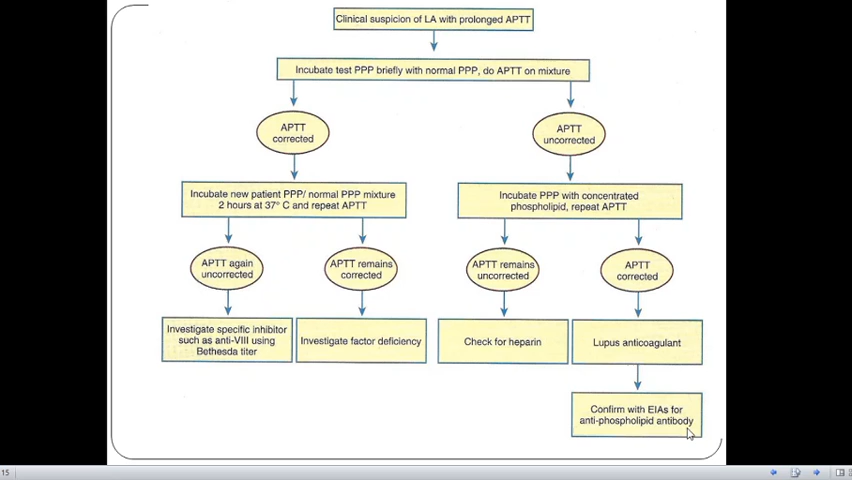 Clinical suspicion of LA with prolonged APTT
Incubate test PPP briefly with normal PPP, do APTT on mixture
APTT
corrected
APTT
uncorrected
Incubate new patient PPP/ normal PPP mixture
2 hours at 37° C and repeat APTT
Incubate PPP with concentrated
phospholipid, repeat APTT
APTT again
uncorrected
APTT remains
corrected
APTT remains
uncorrected
APTT
corrected
Investigate specific inhibitor
such as anti-VIII using
Bethesda titer
Investigate factor deficiency
Check for heparin
Lupus anticoagulant
Confirm with EIAs for
anti-phospholipid antibody
15